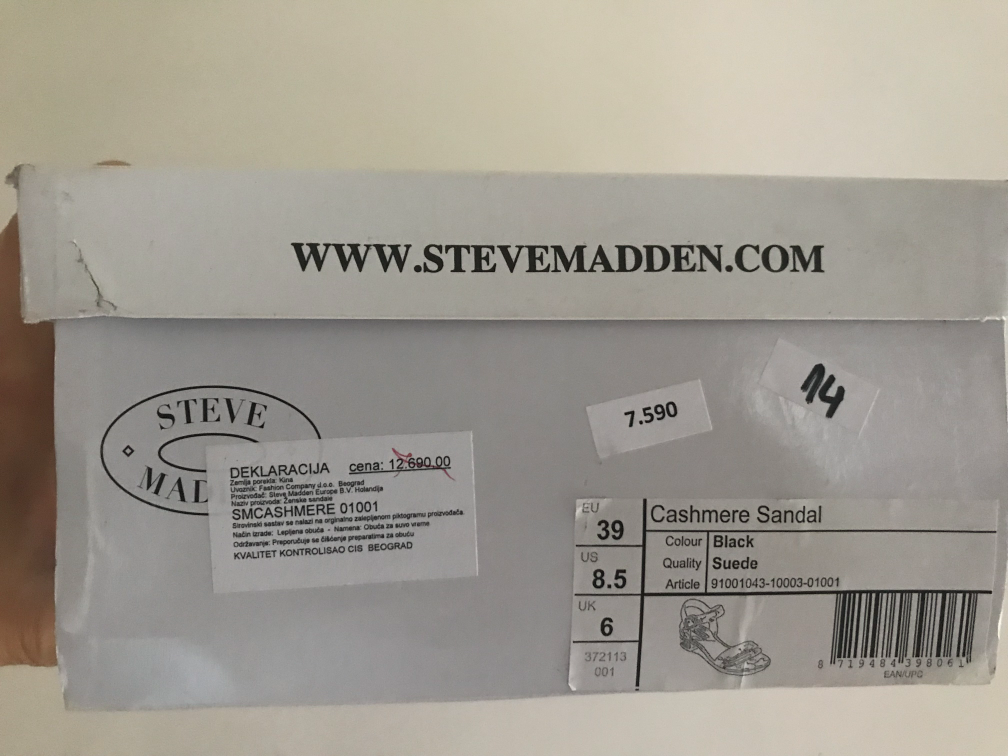 WWW.STEVEMADDEN.COM
STEVE
MAD
DEKLARACIJA cena: 12.690.00
Zemlja porekla: Kina
Uvoznik: Fashion Company d.o.o. Beograd
Proizvođač: Steve Madden Europe B.V. Holandija
Naziv proizvoda: Ženske sandale
SMCASHMERE 01001
Sirovinski sastav se nalazi na orginalno zalepljenom piktogramu proizvođača.
Način izrade: Lepljena obuća - Namena: Obuća za suvo vreme
Održavanje: Preporučuje se čišćenje preparatima za obuću
KVALITET KONTROLISAO CIS BEOGRAD
7.590
14
EU
39
US
8.5
UK
6
372113
001
Cashmere Sandal
Colour Black
Quality Suede
Article 91001043-10003-01001
8 719484 398061
EAN/UPC